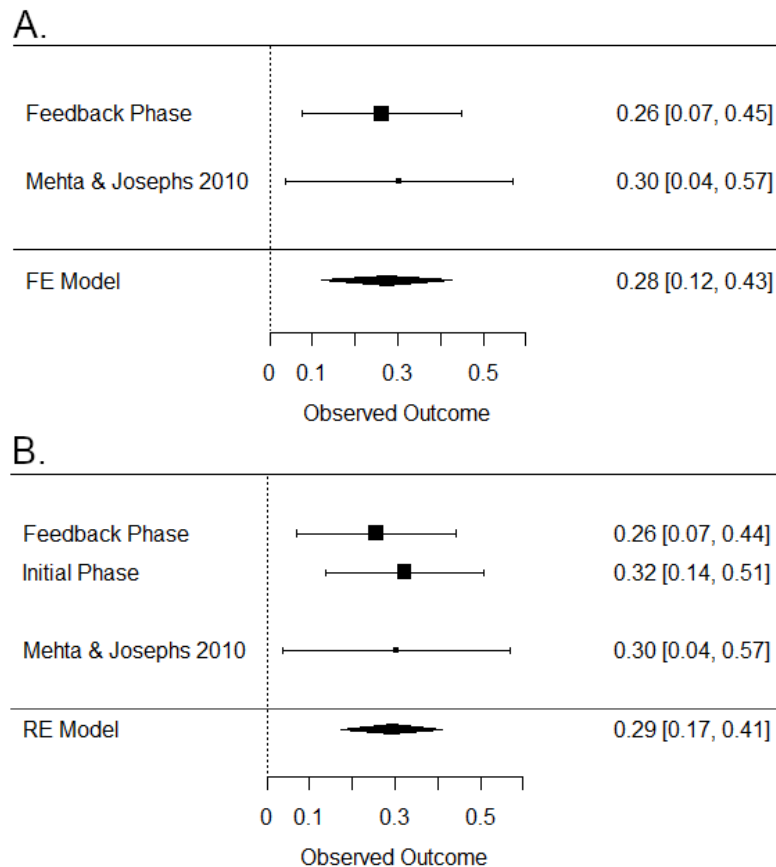 A.
Feedback Phase 0.26 [0.07, 0.45]
Mehta & Josephs 2010 0.30 [0.04, 0.57]
FE Model 0.28 [0.12, 0.43]
0 0.1 0.3 0.5
Observed Outcome
B.
Feedback Phase 0.26 [0.07, 0.44]
Initial Phase 0.32 [0.14, 0.51]
Mehta & Josephs 2010 0.30 [0.04, 0.57]
RE Model 0.29 [0.17, 0.41]
0 0.1 0.3 0.5
Observed Outcome